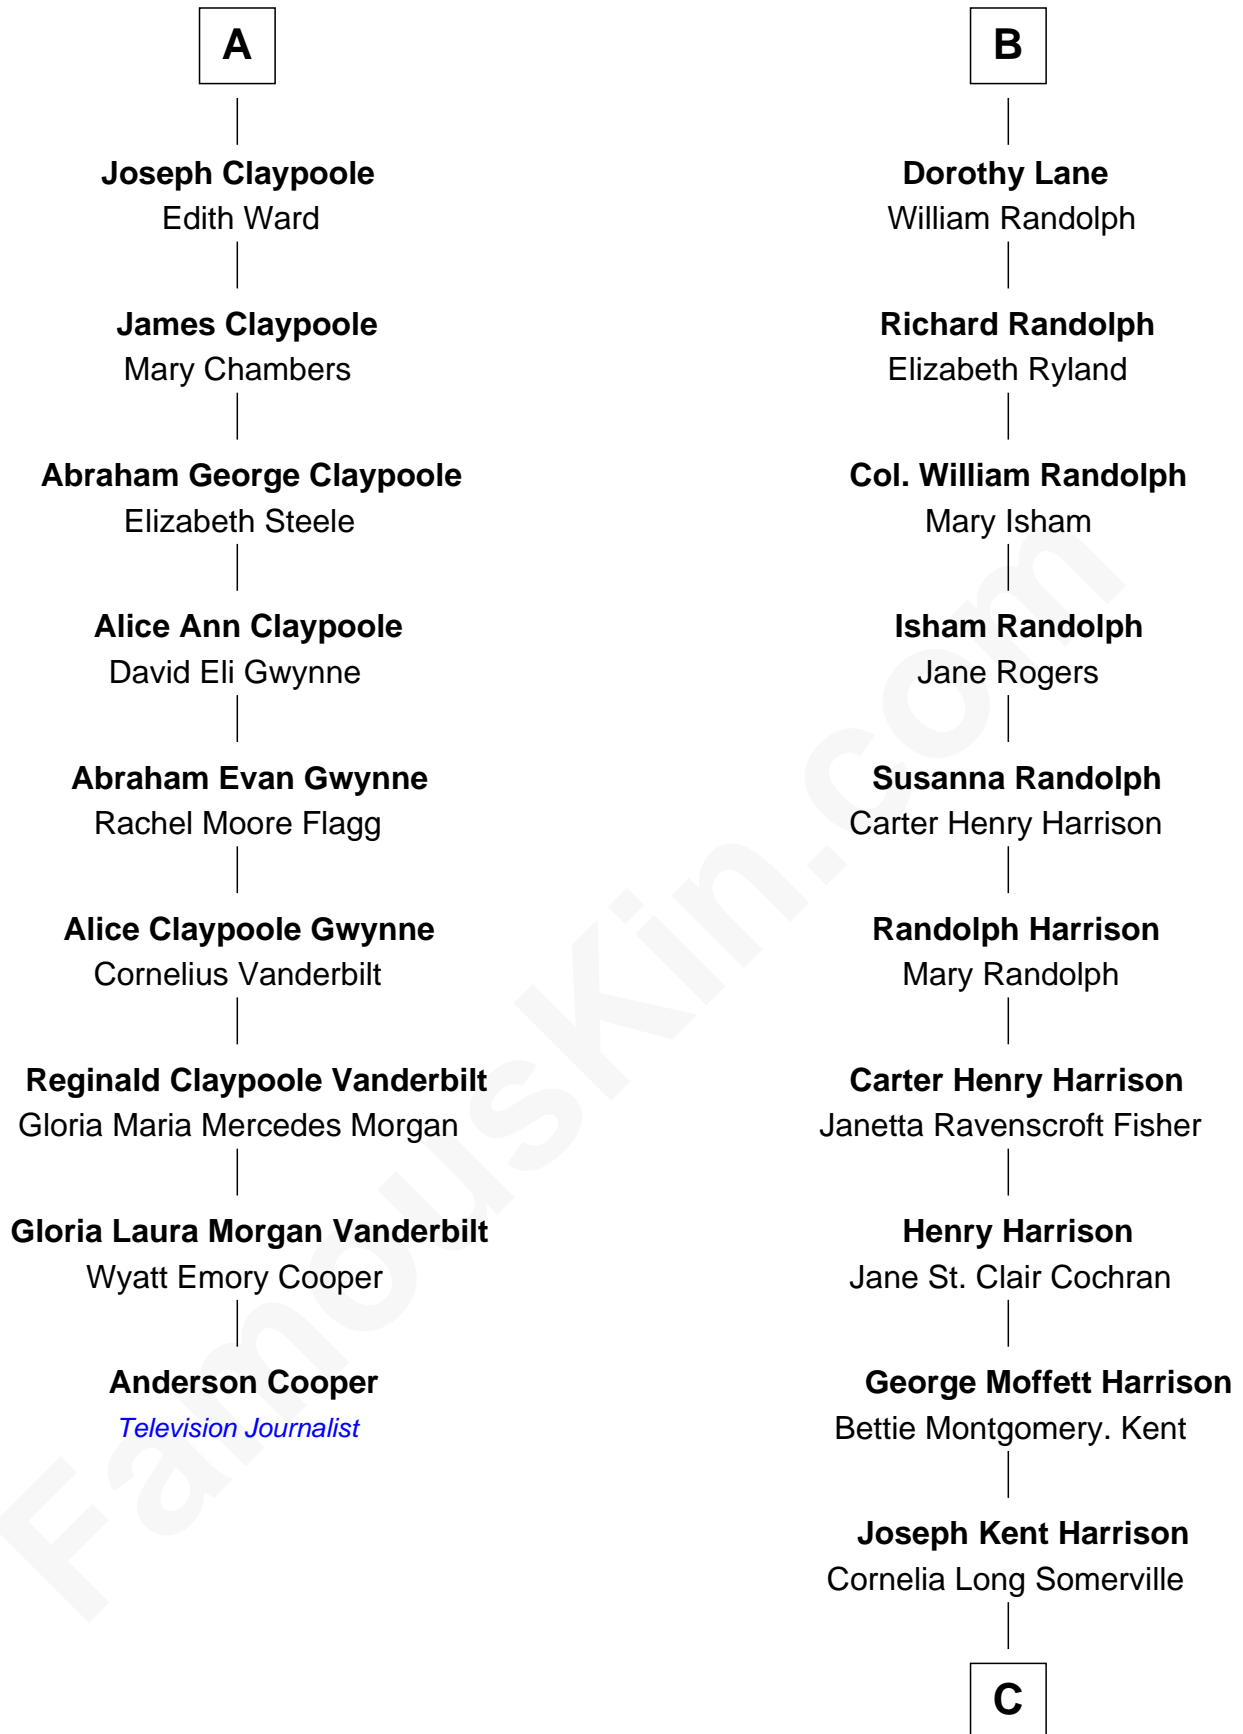 A
Joseph Claypoole
Edith Ward
James Claypoole
Mary Chambers
Abraham George Claypoole
Elizabeth Steele
Alice Ann Claypoole
David Eli Gwynne
Abraham Evan Gwynne
Rachel Moore Flagg
Alice Claypoole Gwynne
Cornelius Vanderbilt
Reginald Claypoole Vanderbilt
Gloria Maria Mercedes Morgan
Gloria Laura Morgan Vanderbilt
Wyatt Emory Cooper
Anderson Cooper
Television Journalist
B
Dorothy Lane
William Randolph
Richard Randolph
Elizabeth Ryland
Col. William Randolph
Mary Isham
Isham Randolph
Jane Rogers
Susanna Randolph
Carter Henry Harrison
Randolph Harrison
Mary Randolph
Carter Henry Harrison
Janetta Ravenscroft Fisher
Henry Harrison
Jane St. Clair Cochran
George Moffett Harrison
Bettie Montgomery. Kent
Joseph Kent Harrison
Cornelia Long Somerville
C
FamousKin.com